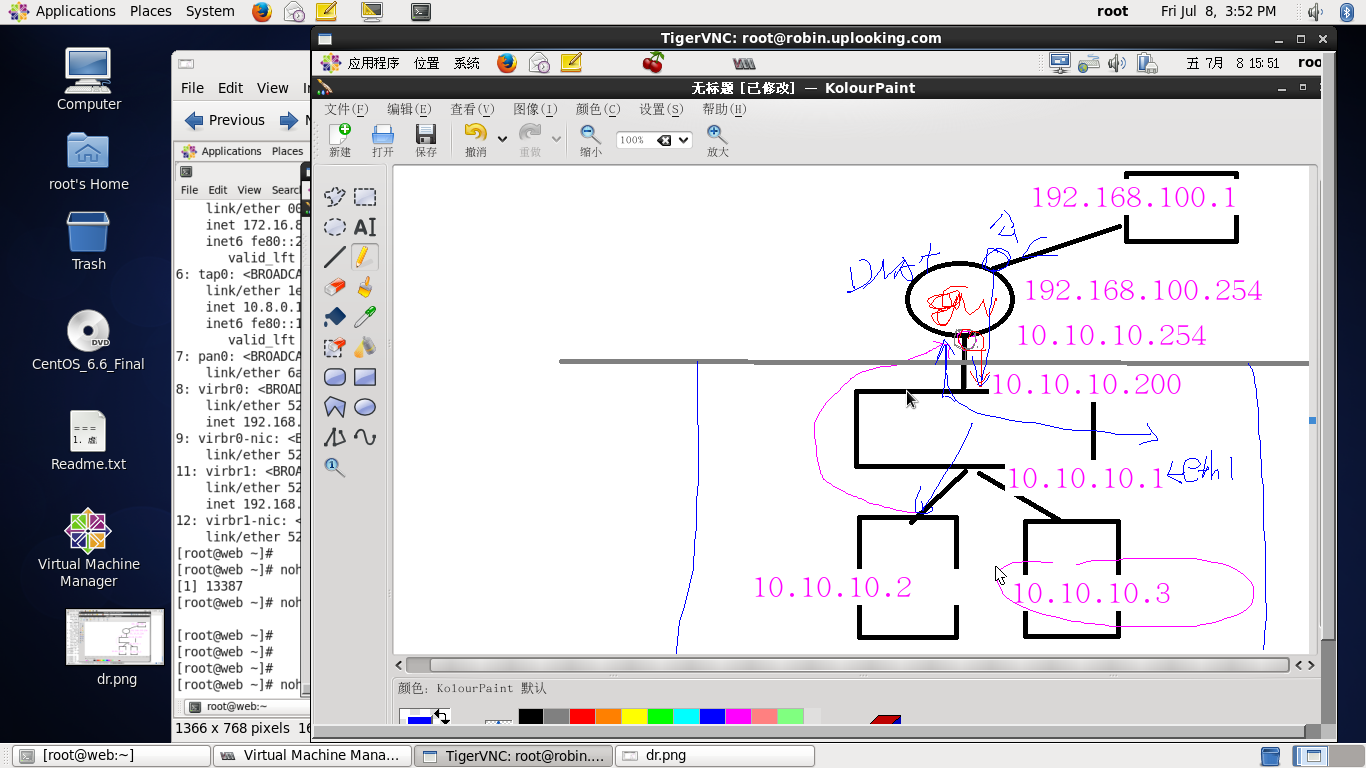 Applications Places System
root
Fri Jul 8, 3:52 PM
Computer
root's Home
Trash
DVD
CentOS_6.6_Final
Readme.txt
Virtual Machine
Manager
dr.png
File Edit View
Previous
Applications Places
File Edit View Searc
link/ether 00
inet 172.16.8
inet6 fe80::2
valid_lft
6: tap0: <BROADCA
link/ether 1e
inet 10.8.0.1
inet6 fe80::1
valid_lft
7: pan0: <BROADCA
link/ether 6a
8: virbr0: <BROAD
link/ether 52
inet 192.168.
9: virbr0-nic: <B
link/ether 52
11: virbr1: <BROA
link/ether 52
inet 192.168.
12: virbr1-nic: <
link/ether 52
[root@web ~]#
[root@web ~]# noh
[1] 13387
[root@web ~]# noh
[root@web ~]#
[root@web ~]#
[root@web ~]#
[root@web ~]# noh
root@web:~
1366 x 768 pixels 16
TigerVNC: root@robin.uplooking.com
应用程序 位置 系统
五 7月 8 15:51
roo
无标题 [已修改] — KolourPaint
文件(F) 编辑(E) 查看(V) 图像(I) 颜色(C) 设置(S) 帮助(H)
新建 打开 保存 撤消 重做 缩小 100% 放大
192.168.100.1
DNAT
192.168.100.254
gw
10.10.10.254
10.10.10.200
10.10.10.1
eth1
10.10.10.2
10.10.10.3
颜色: KolourPaint 默认
[root@web:~]
Virtual Machine Mana...
TigerVNC: root@robin....
dr.png